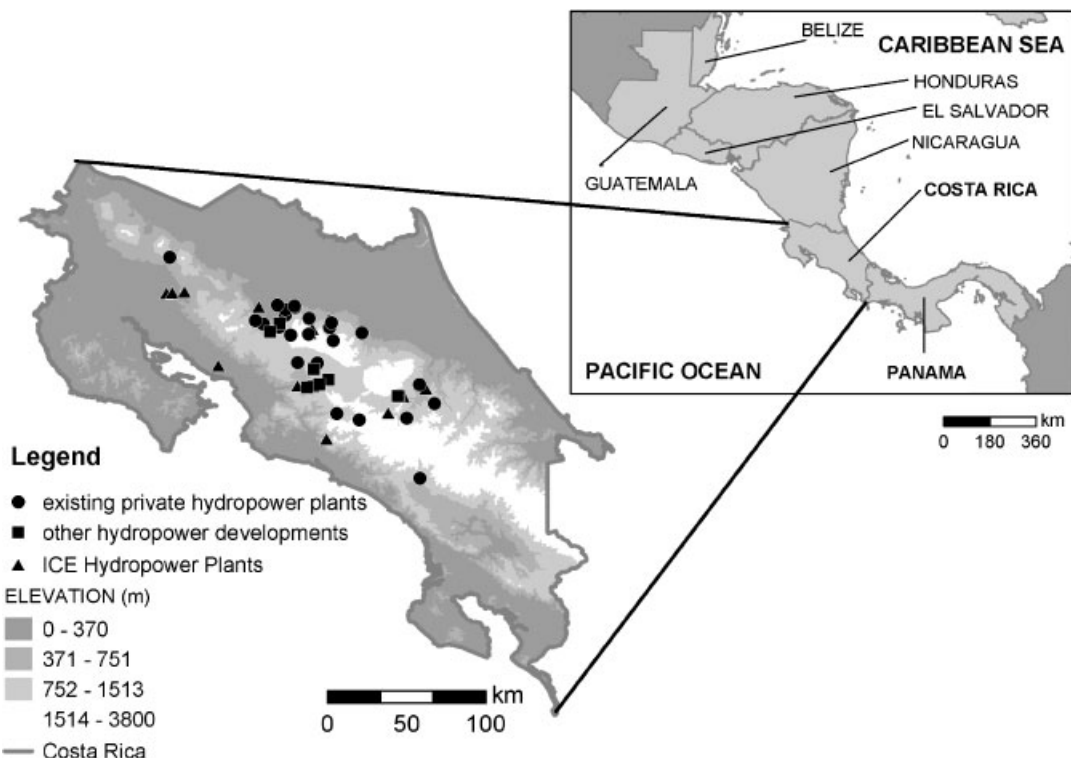 BELIZE
CARIBBEAN SEA
HONDURAS
EL SALVADOR
NICARAGUA
GUATEMALA
COSTA RICA
PACIFIC OCEAN
PANAMA
km
0 180 360
Legend
existing private hydropower plants
other hydropower developments
ICE Hydropower Plants
ELEVATION (m)
0 - 370
371 - 751
752 - 1513
1514 - 3800
Costa Rica
km
0 50 100